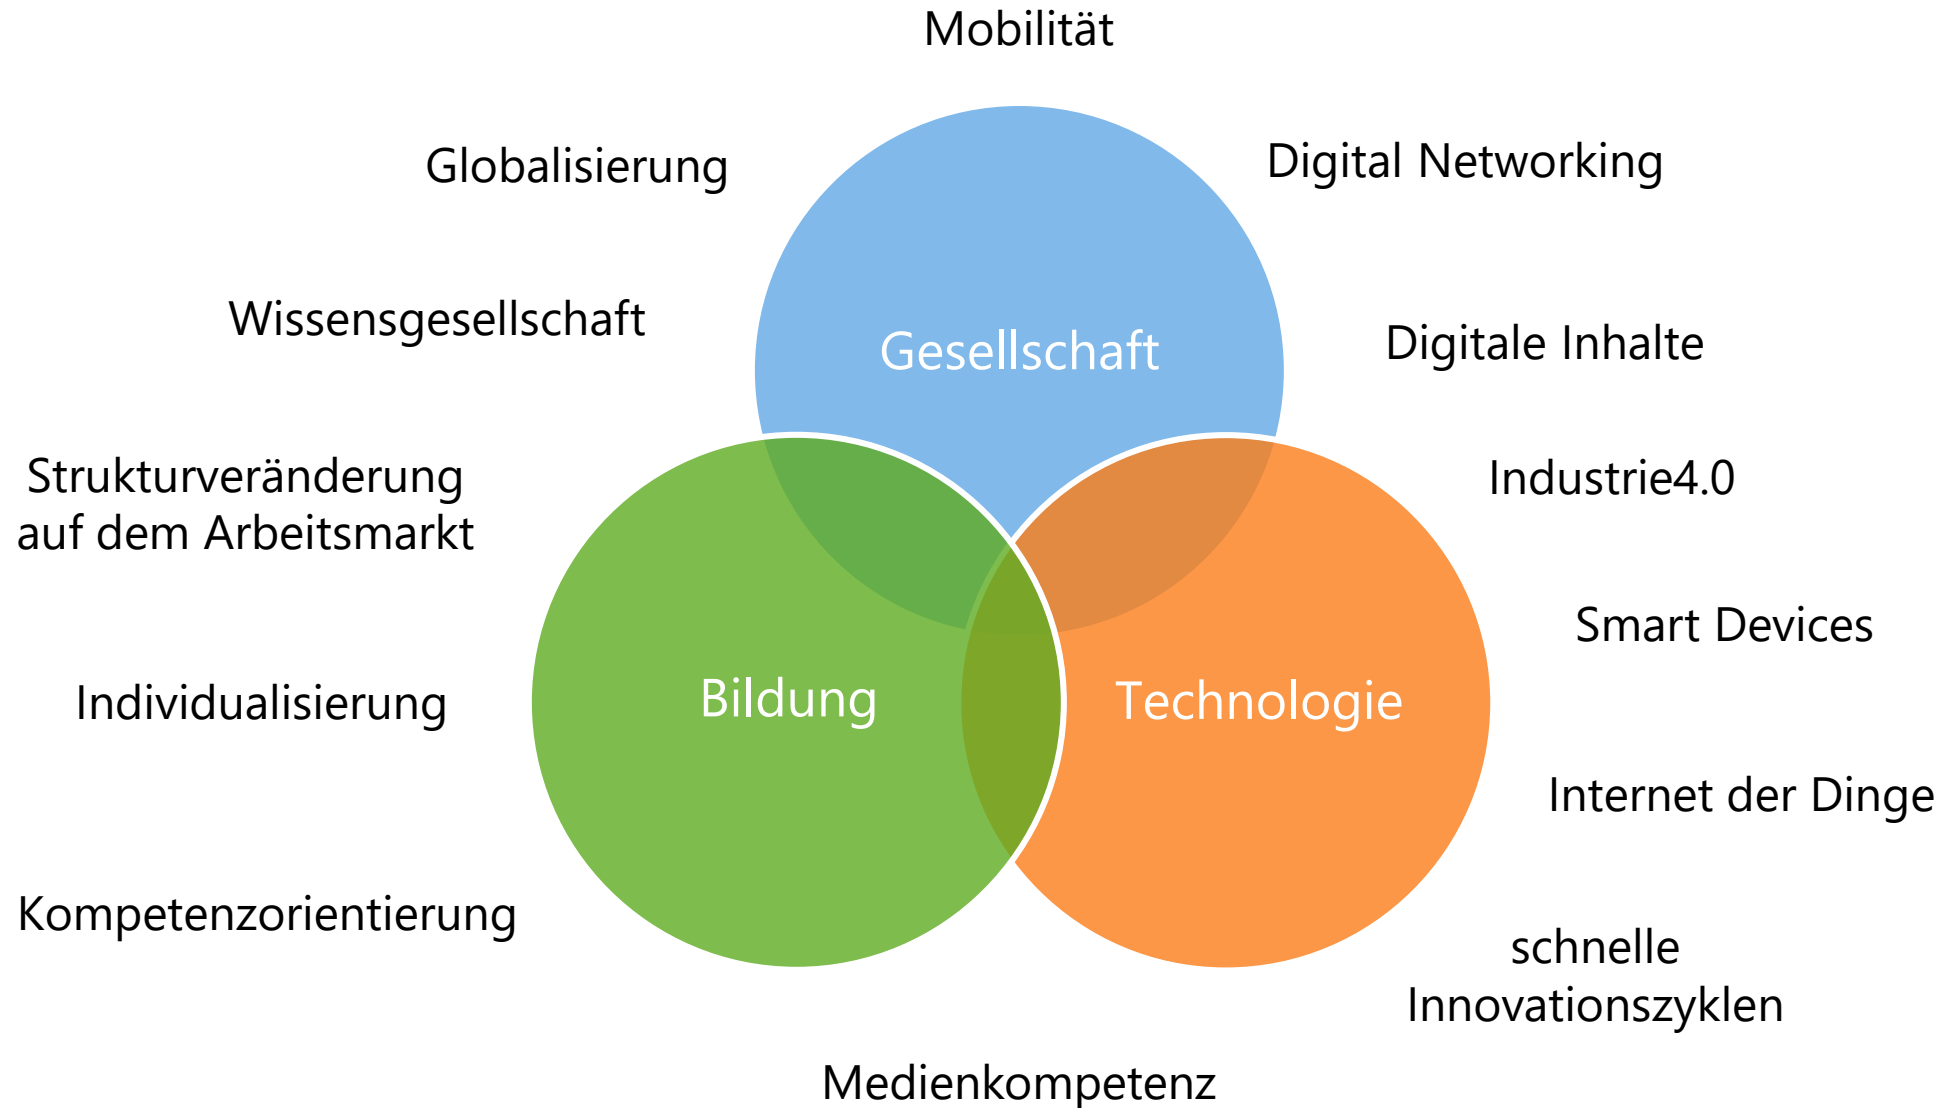 Mobilität
Globalisierung
Digital Networking
Wissensgesellschaft
Gesellschaft
Digitale Inhalte
Strukturveränderung
auf dem Arbeitsmarkt
Industrie4.0
Smart Devices
Individualisierung
Bildung
Technologie
Internet der Dinge
Kompetenzorientierung
schnelle
Innovationszyklen
Medienkompetenz